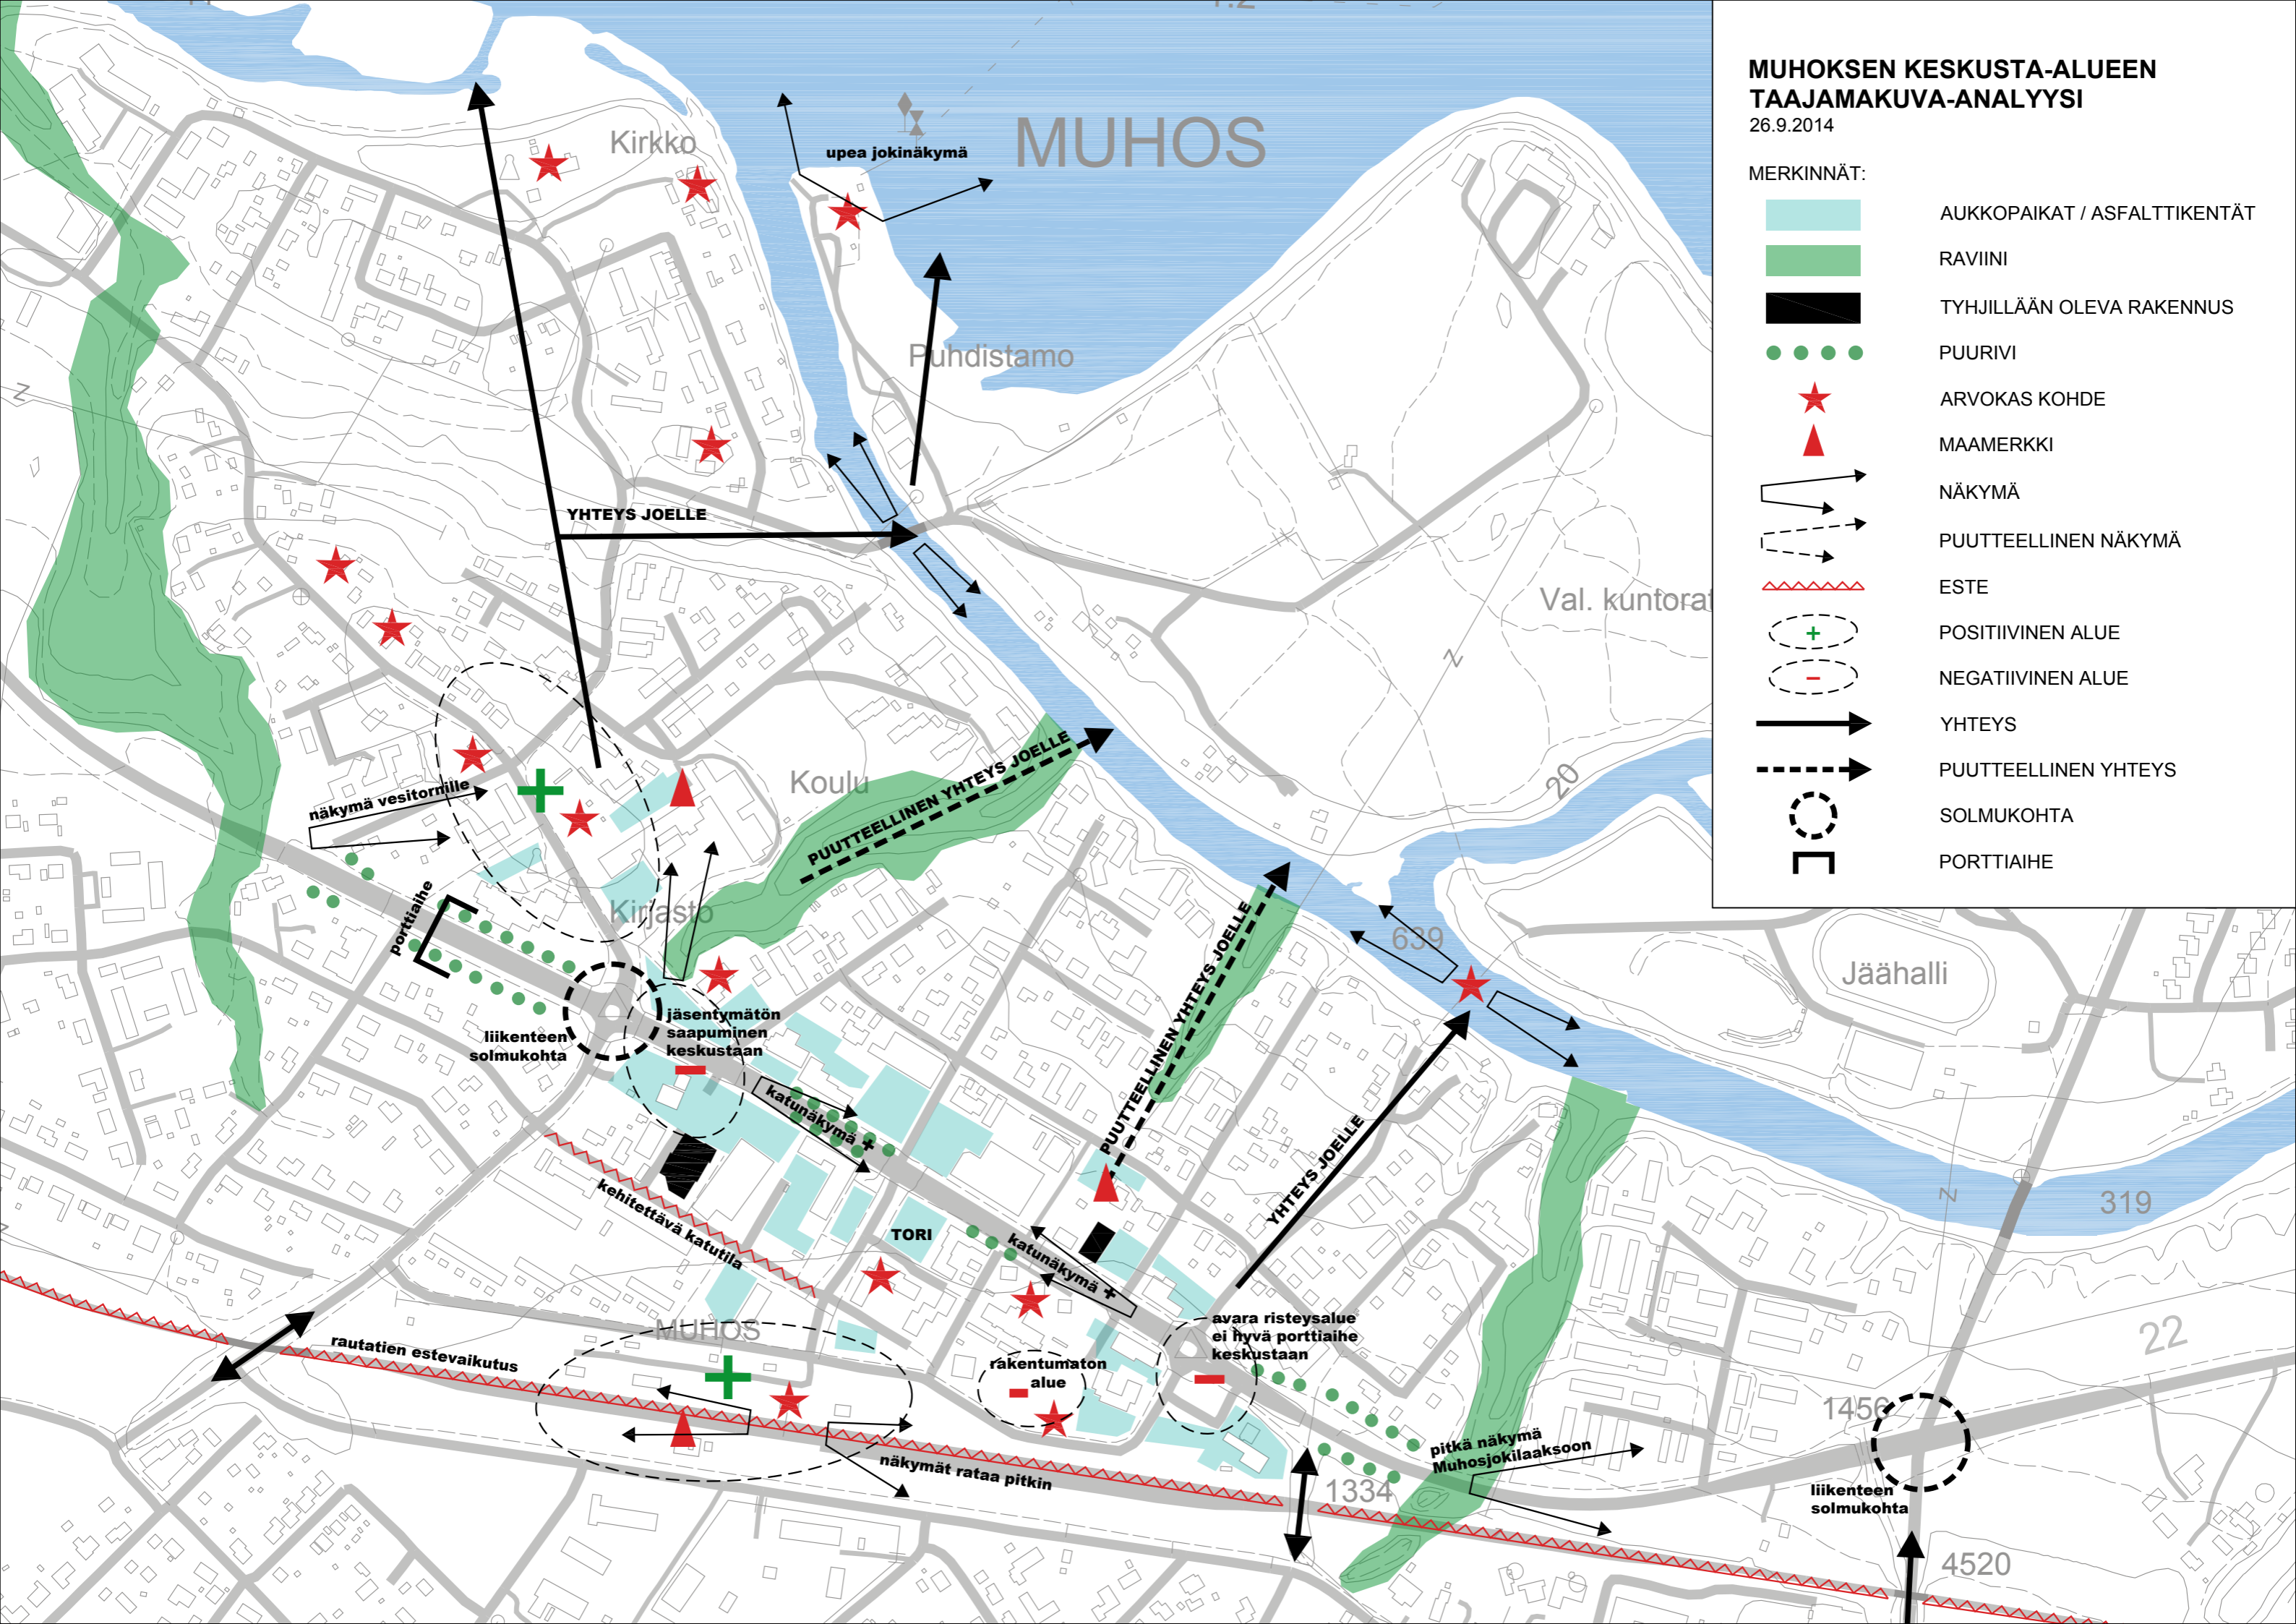 MUHOKSEN KESKUSTA-ALUEEN
TAAJAMAKUVA-ANALYYSI
26.9.2014
MERKINNÄT:
AUKKOPAIKAT / ASFALTTIKENTÄT
RAVIINI
TYHJILLÄÄN OLEVA RAKENNUS
PUURIVI
ARVOKAS KOHDE
MAAMERKKI
NÄKYMÄ
PUUTTEELLINEN NÄKYMÄ
ESTE
POSITIIVINEN ALUE
NEGATIIVINEN ALUE
YHTEYS
PUUTTEELLINEN YHTEYS
SOLMUKOHTA
PORTTIAIHE
Kirkko
upea jokinäkymä
MUHOS
Puhdistamo
YHTEYS JOELLE
Val. kuntorat
näkymä vesitornille
Koulu
PUUTTEELLINEN YHTEYS JOELLE
20
Kirjasto
porttiaihe
639
Jäähalli
liikenteen
solmukohta
jäsentymätön
saapuminen
keskustaan
PUUTTEELLINEN YHTEYS JOELLE
katunäkymä +
YHTEYS JOELLE
kehitettävä katutila
TORI
katunäkymä +
319
MUHOS
rautatien estevaikutus
avara risteysalue
ei hyvä porttiaihe
keskustaan
rakentumaton
alue
22
1456
pitkä näkymä
Muhosjokilaaksoon
näkymät rataa pitkin
1334
liikenteen
solmukohta
4520